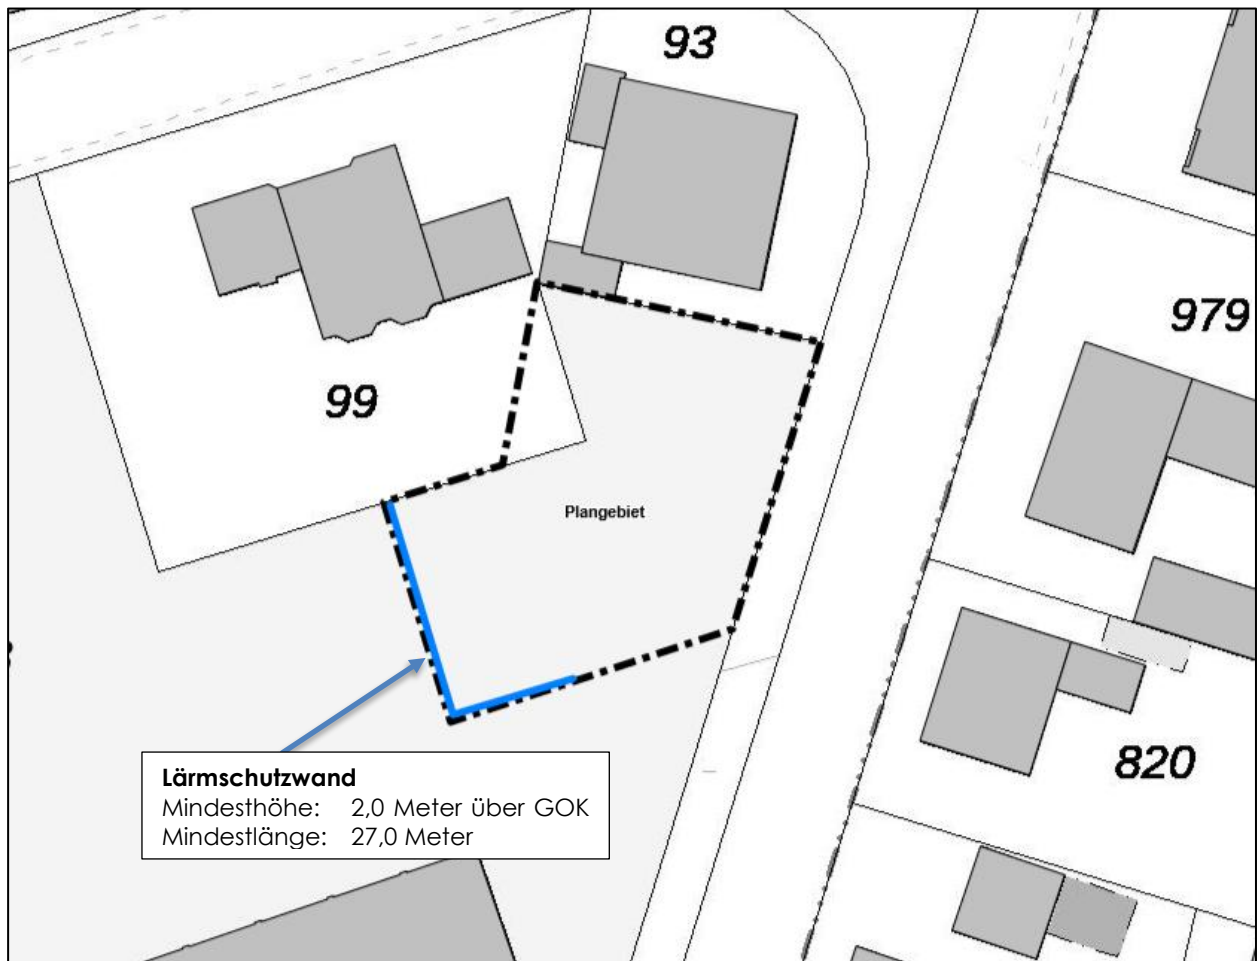 93
979
99
Plangebiet
Lärmschutzwand
Mindesthöhe: 2,0 Meter über GOK
Mindestlänge: 27,0 Meter
820